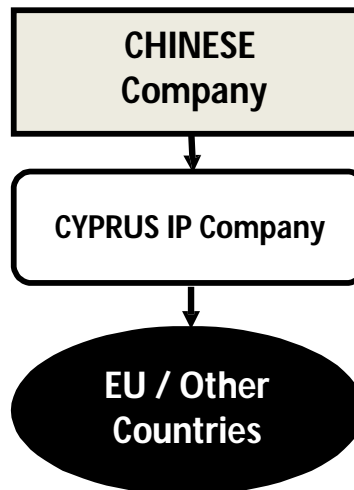 CHINESE
Company
CYPRUS IP Company
EU / Other
Countries